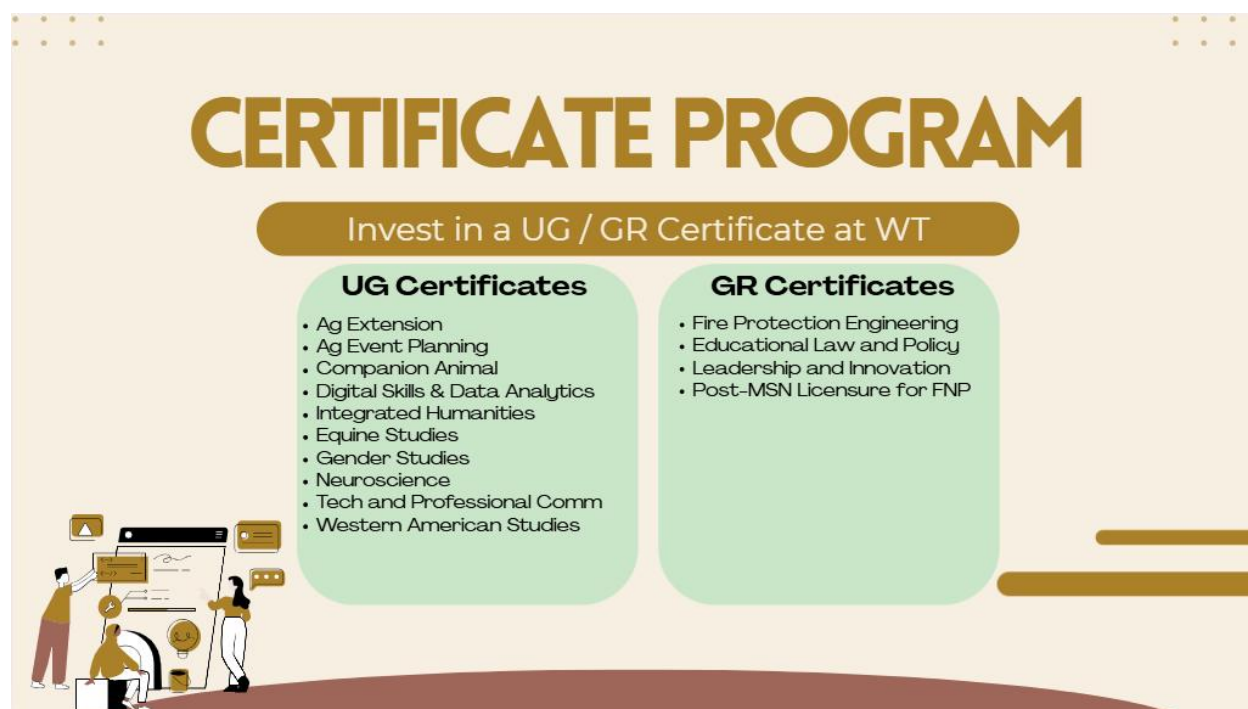 CERTIFICATE PROGRAM
Invest in a UG / GR Certificate at WT
UG Certificates
• Ag Extension
• Ag Event Planning
• Companion Animal
• Digital Skills & Data Analytics
• Integrated Humanities
• Equine Studies
• Gender Studies
• Neuroscience
• Tech and Professional Comm
• Western American Studies
GR Certificates
• Fire Protection Engineering
• Educational Law and Policy
• Leadership and Innovation
• Post-MSN Licensure for FNP